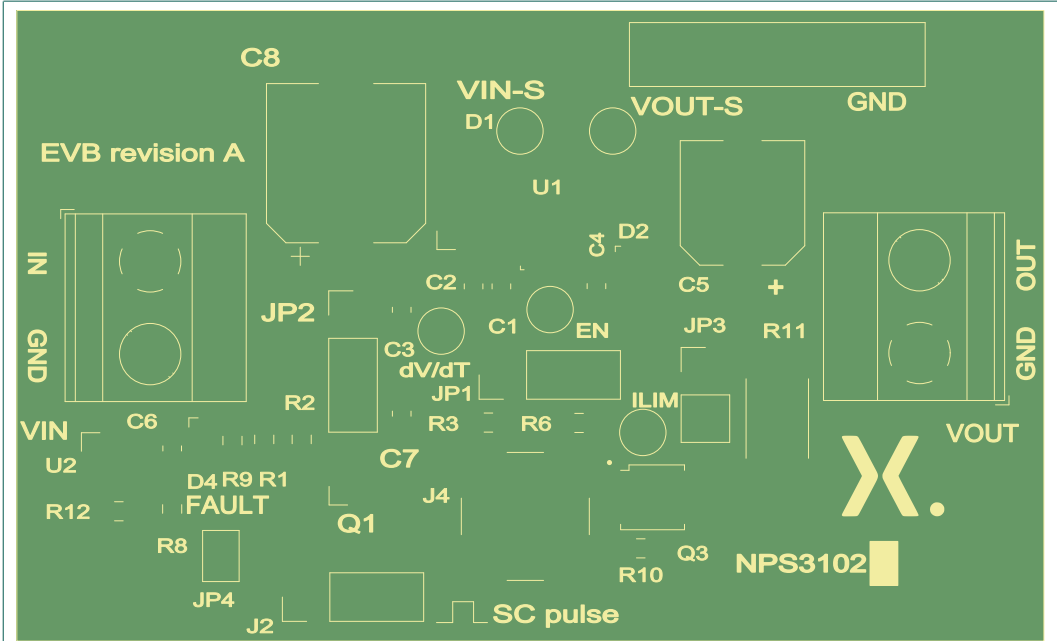 C8
VIN-S
VOUT-S
GND
D1
EVB revision A
U1
D2
C4
IN
OUT
C2
C5
+
JP2
C1
EN
JP3
R11
C3
GND
GND
dV/dT
JP1
R2
ILIM
C6
R3
R6
VIN
VOUT
C7
U2
D4
R9
R1
J4
FAULT
R12
Q1
R8
Q3
NPS3102
R10
JP4
SC pulse
J2